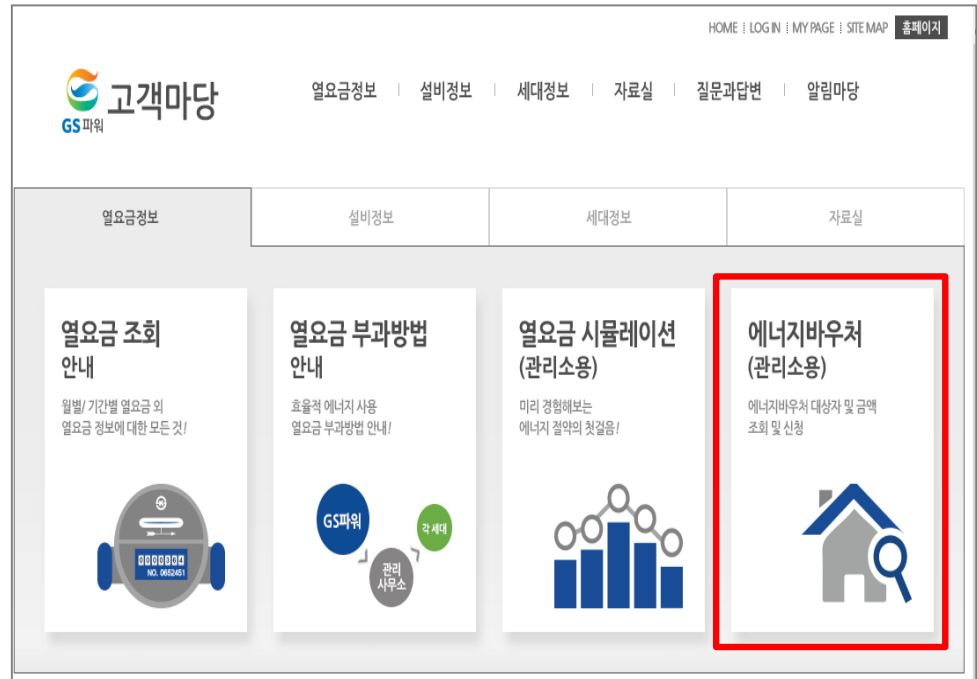 HOME ⁞ LOG IN ⁞ MY PAGE ⁞ SITE MAP 홈페이지
GS파워 고객마당
열요금정보 | 설비정보 | 세대정보 | 자료실 | 질문과답변 | 알림마당
열요금정보 설비정보 세대정보 자료실
열요금 조회
안내
월별/ 기간별 열요금 외
열요금 정보에 대한 모든 것!
0000304
NO. 0652451
열요금 부과방법
안내
효율적 에너지 사용
열요금 부과방법 안내!
GS파워
각 세대
관리
사무소
열요금 시뮬레이션
(관리소용)
미리 경험해보는
에너지 절약의 첫걸음!
에너지바우처
(관리소용)
에너지바우처 대상자 및 금액
조회 및 신청